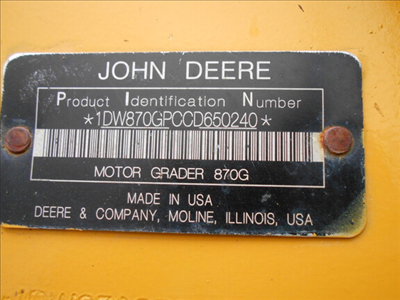 JOHN DEERE
Product Identification Number
*1DW870GPCCD650240*
MOTOR GRADER 870G
MADE IN USA
DEERE & COMPANY, MOLINE, ILLINOIS, USA